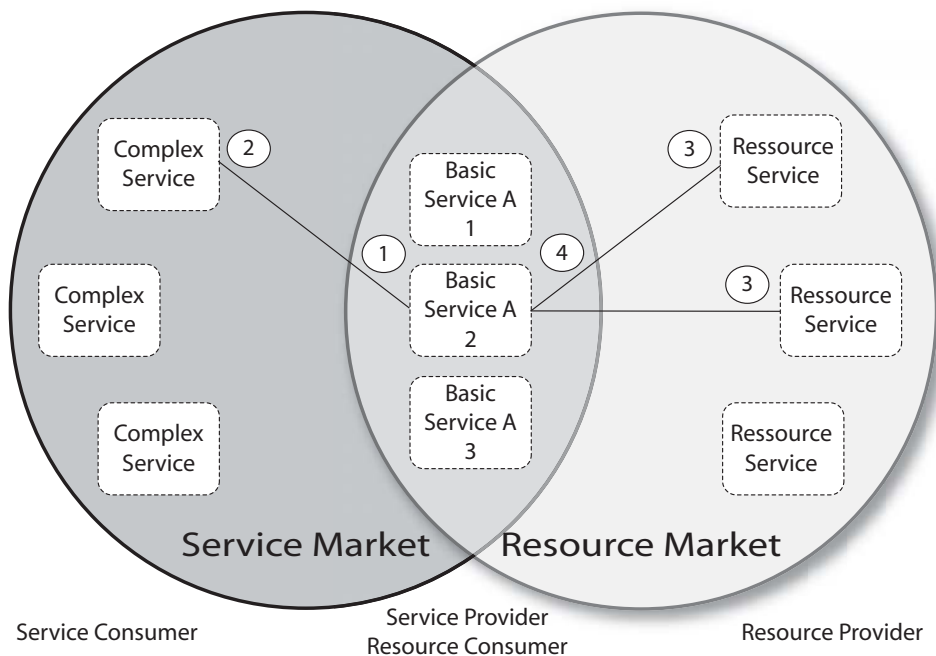 Complex
Service
2
Complex
Service
Complex
Service
1
Basic
Service A
1
Basic
Service A
2
Basic
Service A
3
4
3
Ressource
Service
3
Ressource
Service
Ressource
Service
Service Market
Resource Market
Service Consumer
Service Provider
Resource Consumer
Resource Provider